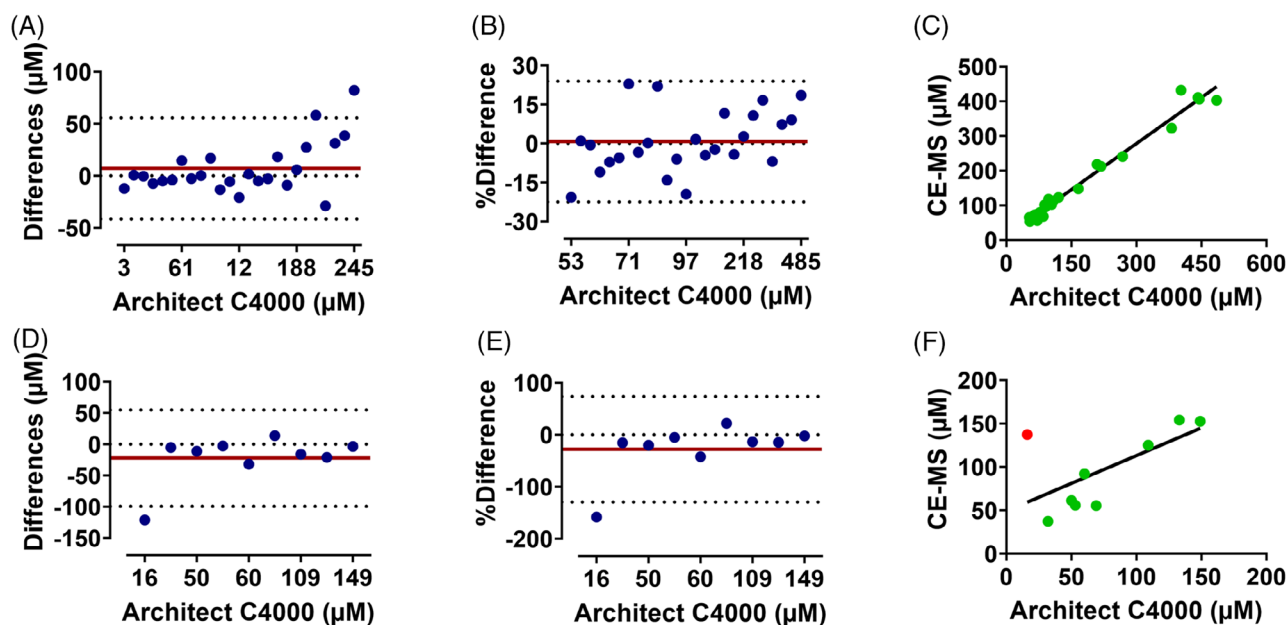 (A)
Differences (µM)
100
50
0
-50
3 61 12 188 245
Architect C4000 (µM)
(B)
%Difference
30
15
0
-15
-30
53 71 97 218 485
Architect C4000 (µM)
(C)
CE-MS (µM)
500
400
300
200
100
0
0 150 300 450 600
Architect C4000 (µM)
(D)
Differences (µM)
100
50
0
-50
-100
-150
16 50 60 109 149
Architect C4000 (µM)
(E)
%Difference
100
0
-100
-200
16 50 60 109 149
Architect C4000 (µM)
(F)
CE-MS (µM)
200
150
100
50
0
0 50 100 150 200
Architect C4000 (µM)